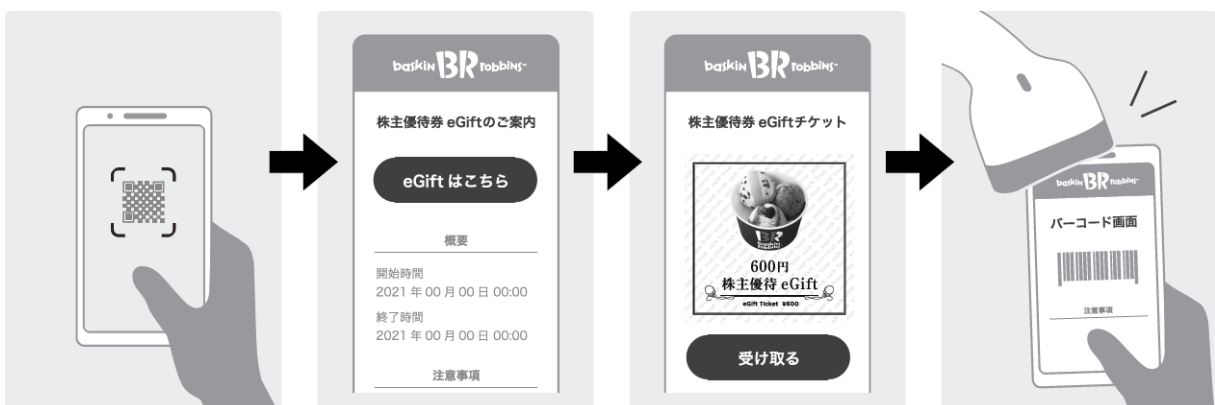 baskin BR robbins™
株主優待券 eGiftのご案内
eGift はこちら
概要
開始時間
2021 年 00 月 00 日 00:00
終了時間
2021 年 00 月 00 日 00:00
注意事項
baskin BR robbins™
株主優待券 eGiftチケット
BR
baskin
robbins
600円
株主優待 eGift
eGift Ticket ¥600
受け取る
baskin BR robbins™
バーコード画面
注意事項